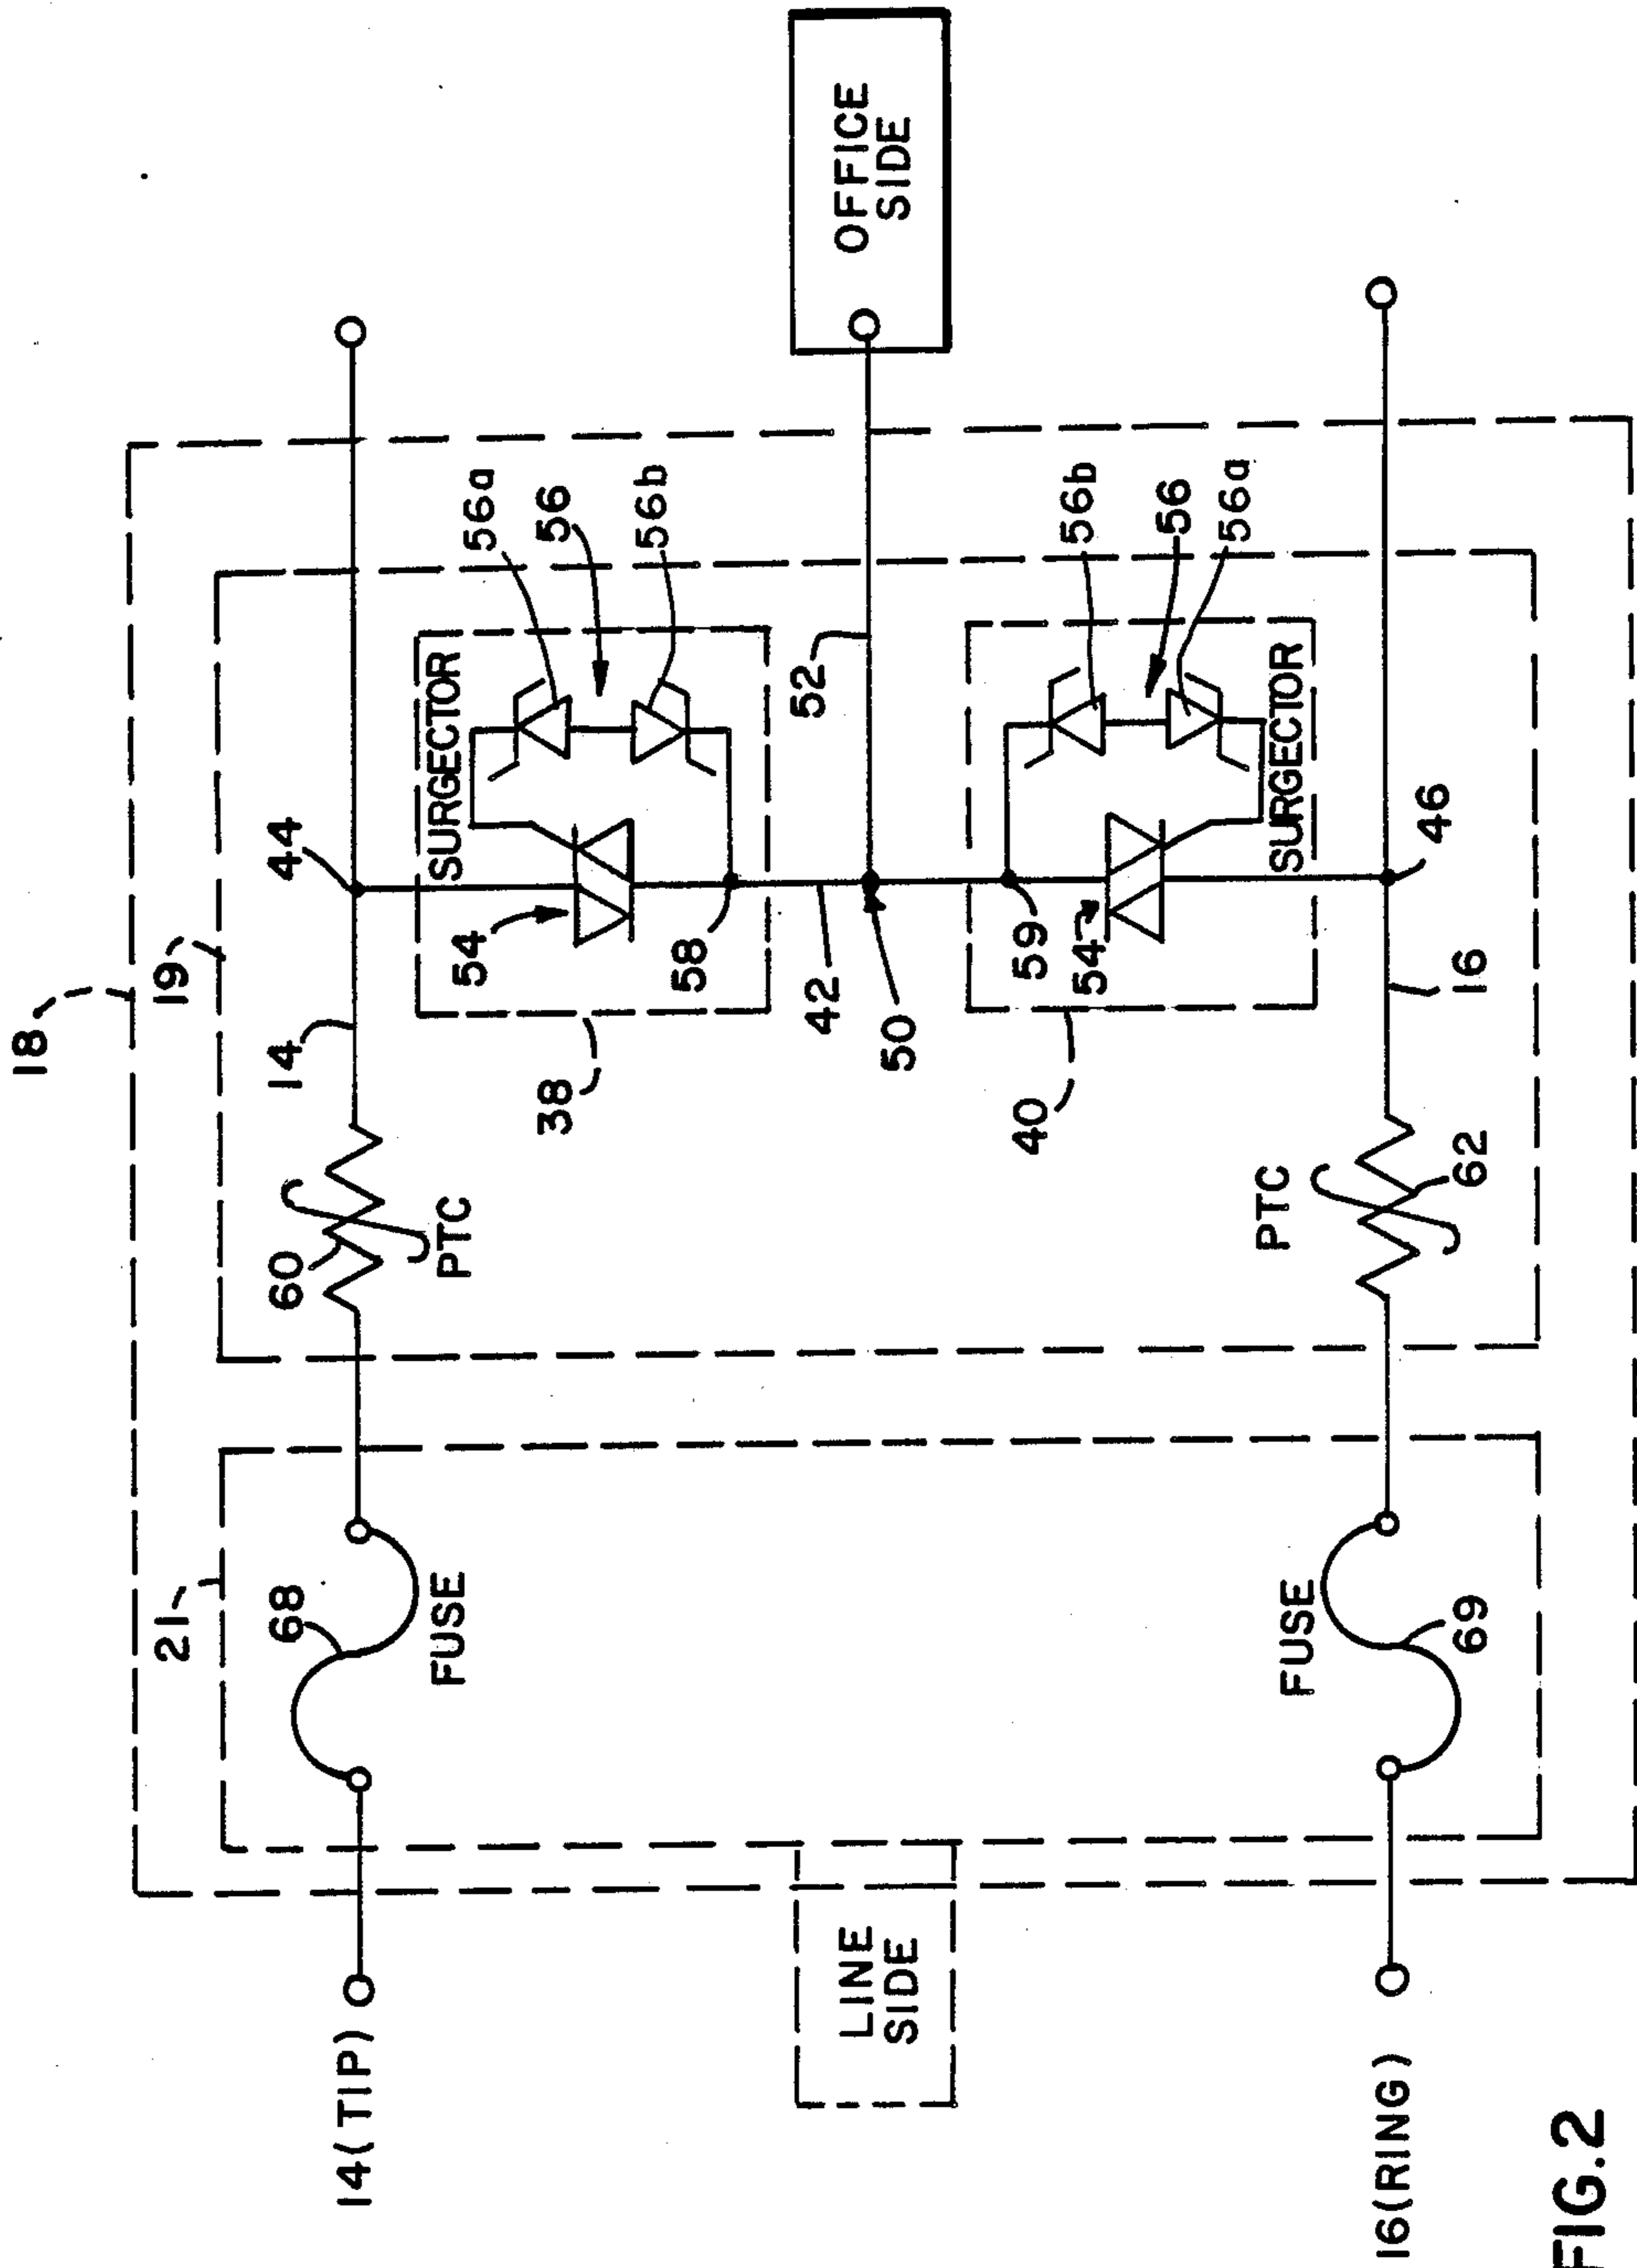 18
19
21
14(TIP)
68
FUSE
60
PTC
14
44
SURGECTOR
54
56a
56
56b
58
38
42
50
52
OFFICE
SIDE
LINE
SIDE
40
59
54
56b
56
56a
SURGECTOR
PTC
62
16
46
FUSE
69
16(RING)
FIG.2